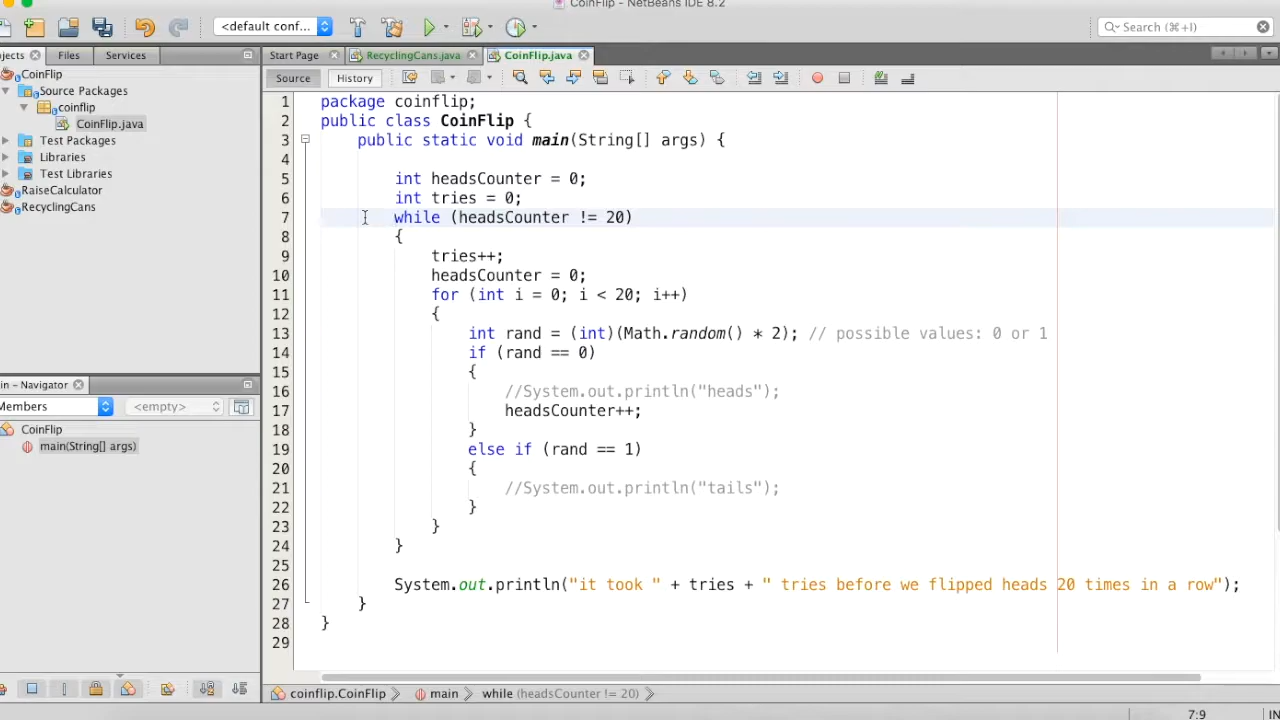 CoinFlip - NetBeans IDE 8.2
<default conf...
Search (⌘+I)
Files
Services
Start Page
RecyclingCans.java
CoinFlip.java
Source
History
CoinFlip
Source Packages
coinflip
CoinFlip.java
Test Packages
Libraries
Test Libraries
RaiseCalculator
RecyclingCans
1 package coinflip;
2 public class CoinFlip {
3 public static void main(String[] args) {
4
5 int headsCounter = 0;
6 int tries = 0;
7 while (headsCounter != 20)
8 {
9 tries++;
10 headsCounter = 0;
11 for (int i = 0; i < 20; i++)
12 {
13 int rand = (int)(Math.random() * 2); // possible values: 0 or 1
14 if (rand == 0)
15 {
16 //System.out.println("heads");
17 headsCounter++;
18 }
19 else if (rand == 1)
20 {
21 //System.out.println("tails");
22 }
23 }
24 }
25
26 System.out.println("it took " + tries + " tries before we flipped heads 20 times in a row");
27 }
28 }
29
- Navigator
Members
<empty>
CoinFlip
main(String[] args)
coinflip.CoinFlip
main
while (headsCounter != 20)
7:9